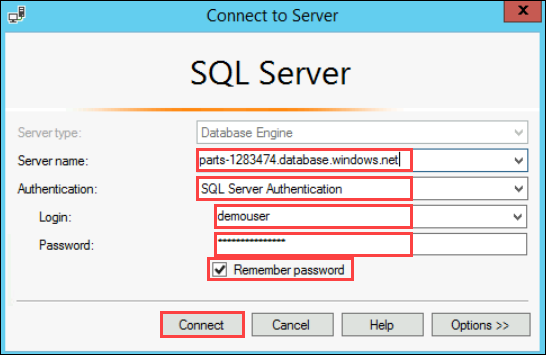 Connect to Server
x
SQL Server
Server type: Database Engine
Server name: parts-1283474.database.windows.net
Authentication: SQL Server Authentication
Login: demouser
Password: ***************
Remember password
Connect Cancel Help Options >>